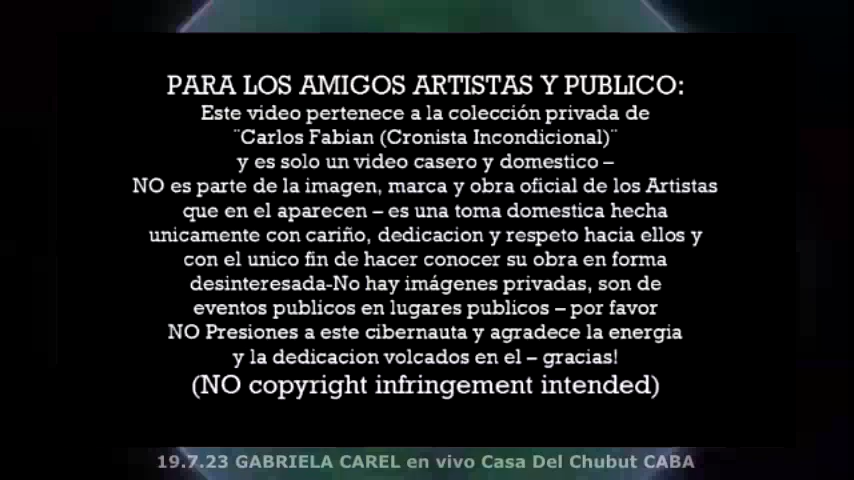 PARA LOS AMIGOS ARTISTAS Y PUBLICO:
Este video pertenece a la colección privada de
¨Carlos Fabian (Cronista Incondicional)¨
y es solo un video casero y domestico –
NO es parte de la imagen, marca y obra oficial de los Artistas
que en el aparecen – es una toma domestica hecha
unicamente con cariño, dedicacion y respeto hacia ellos y
con el unico fin de hacer conocer su obra en forma
desinteresada-No hay imágenes privadas, son de
eventos publicos en lugares publicos – por favor
NO Presiones a este cibernauta y agradece la energia
y la dedicacion volcados en el – gracias!
(NO copyright infringement intended)
19.7.23 GABRIELA CAREL en vivo Casa Del Chubut CABA